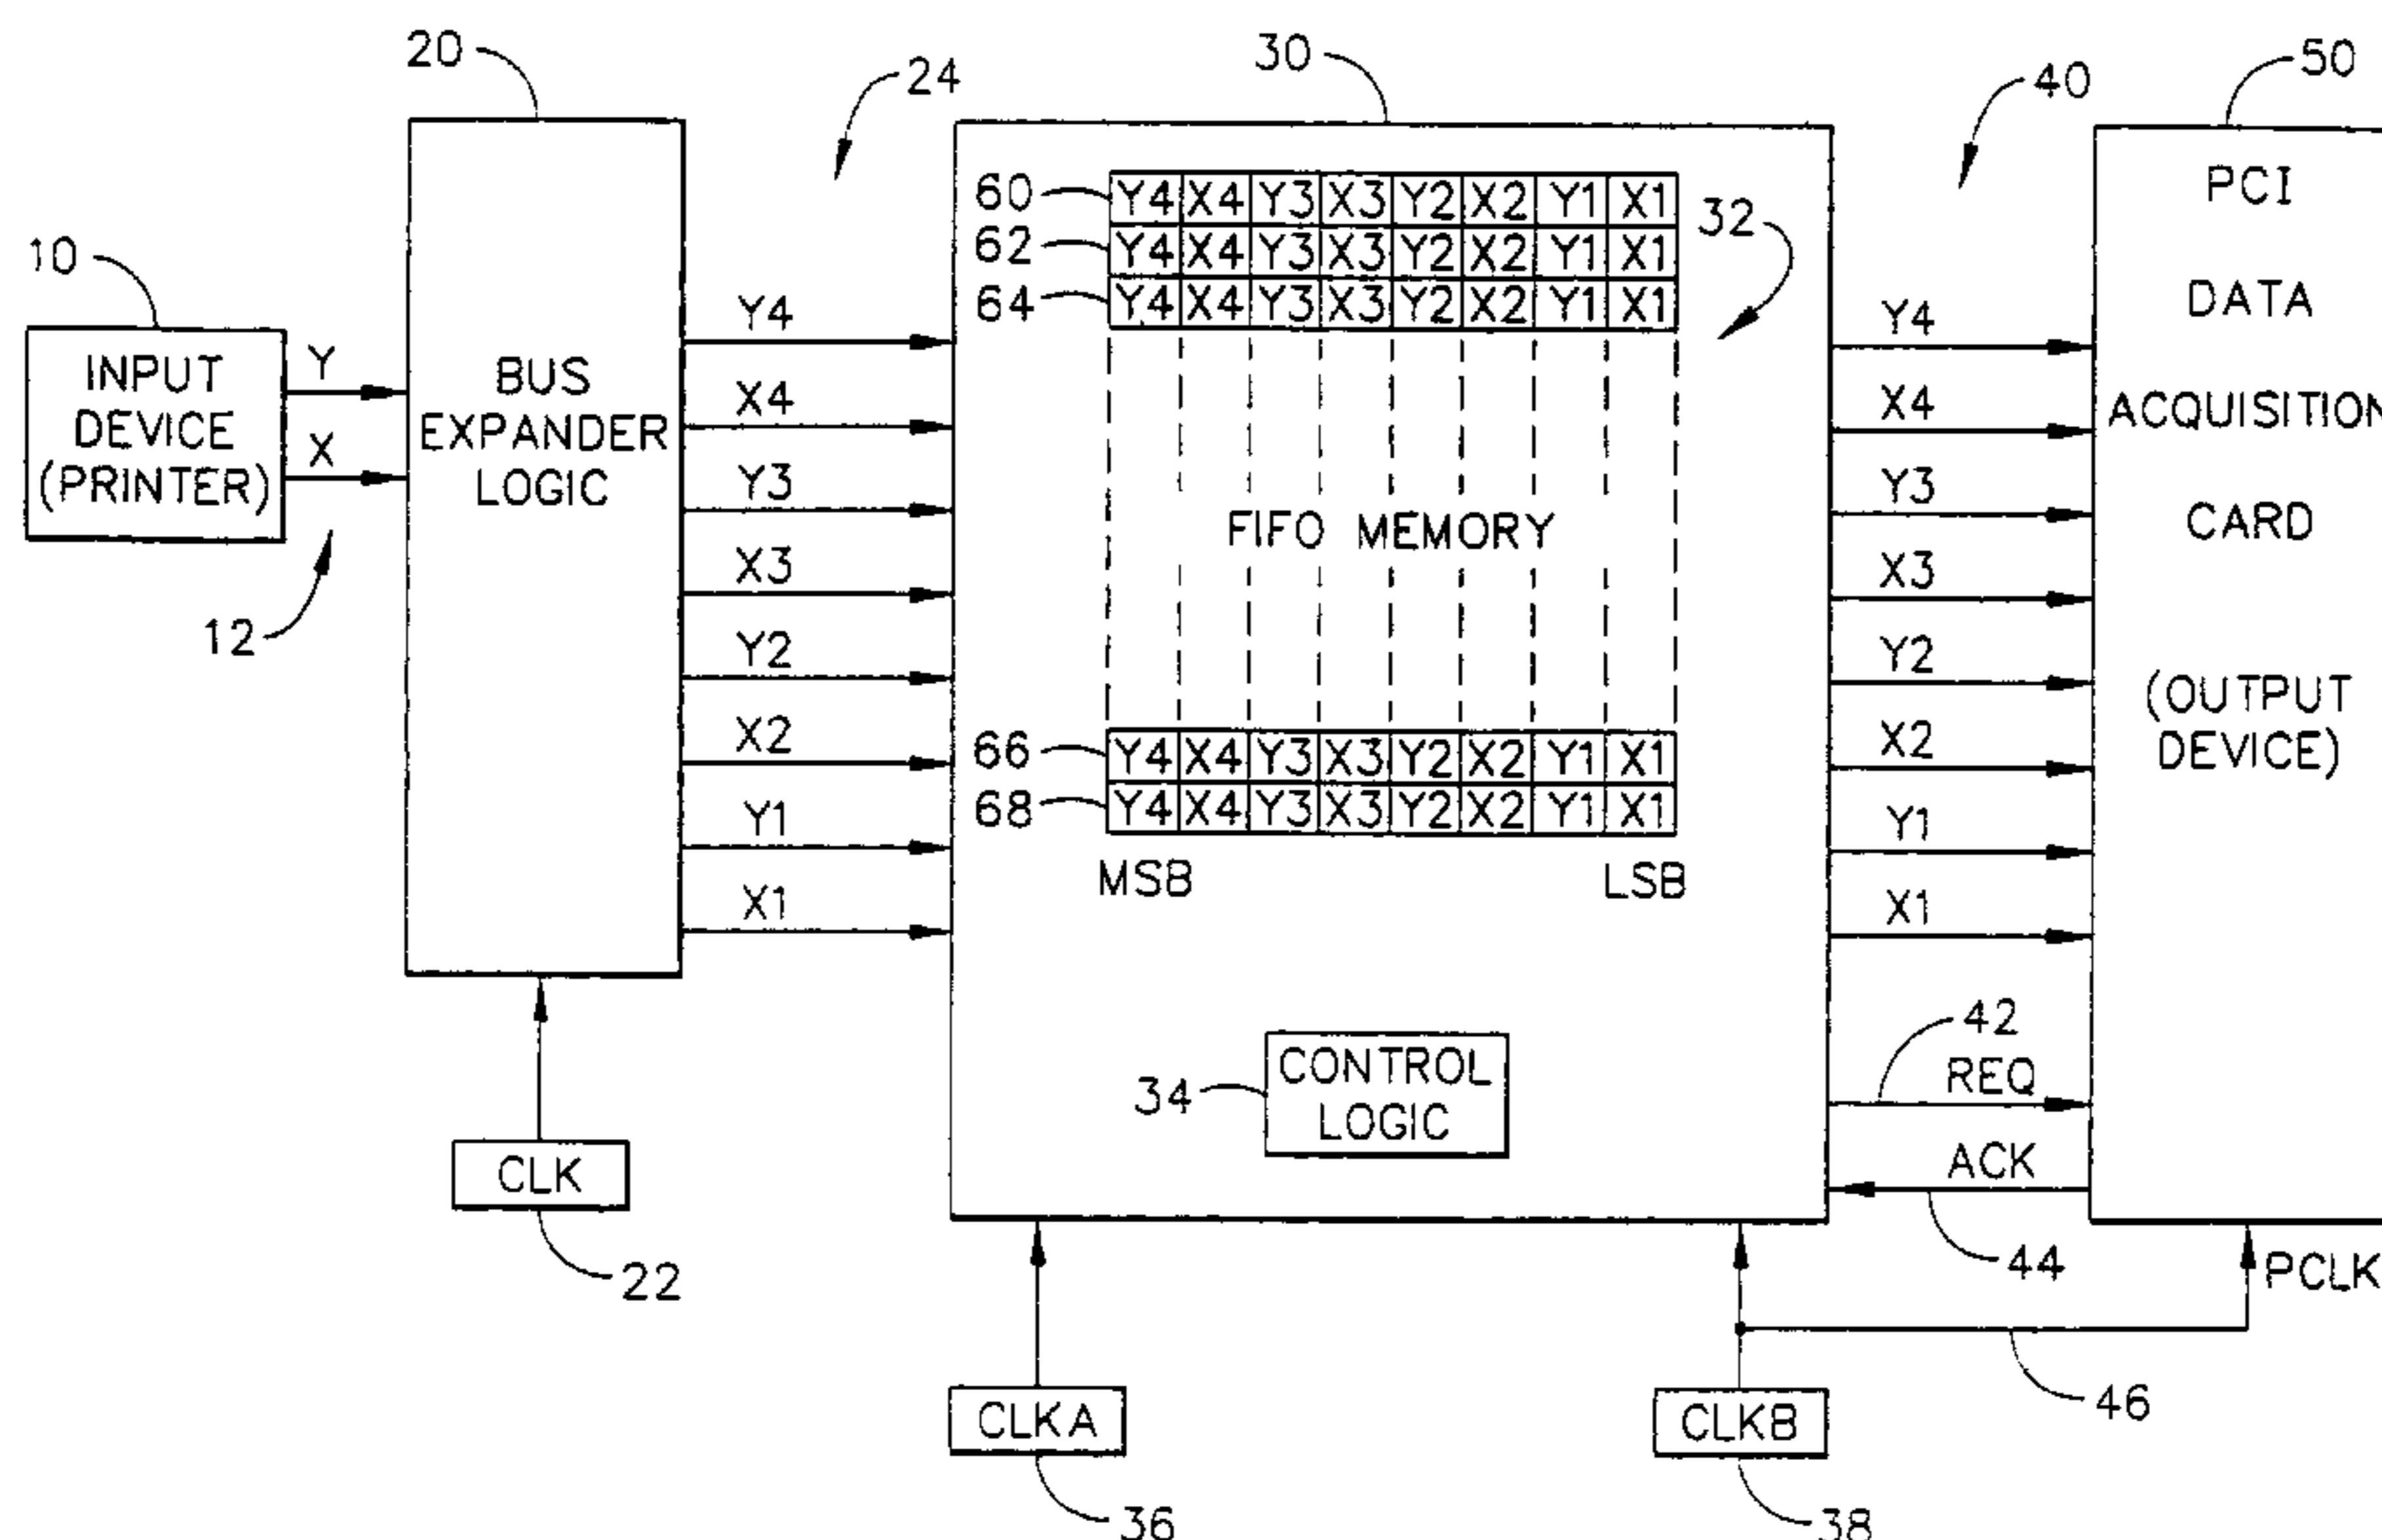 20
24
30
40
50
10
INPUT
DEVICE
(PRINTER)
Y
X
12
BUS
EXPANDER
LOGIC
CLK
22
Y4
X4
Y3
X3
Y2
X2
Y1
X1
60 Y4 X4 Y3 X3 Y2 X2 Y1 X1
62 Y4 X4 Y3 X3 Y2 X2 Y1 X1
64 Y4 X4 Y3 X3 Y2 X2 Y1 X1
32
FIFO MEMORY
66 Y4 X4 Y3 X3 Y2 X2 Y1 X1
68 Y4 X4 Y3 X3 Y2 X2 Y1 X1
MSB LSB
34
CONTROL
LOGIC
CLKA
36
CLKB
38
Y4
X4
Y3
X3
Y2
X2
Y1
X1
42
REQ
ACK
44
46
PCLK
PCI
DATA
ACQUISITION
CARD
(OUTPUT
DEVICE)